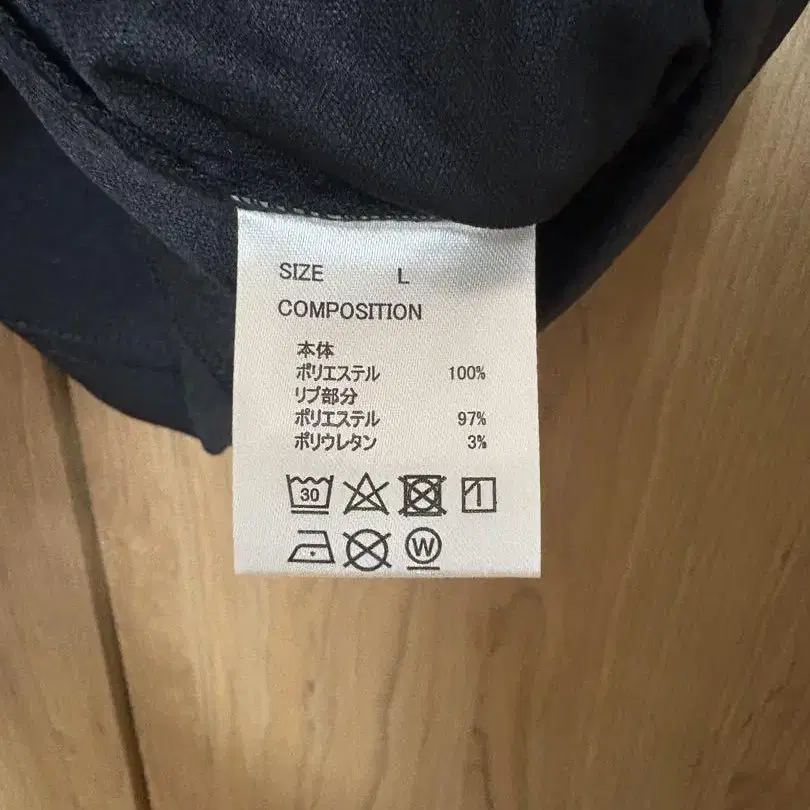 SIZE L
COMPOSITION
本体
ポリエステル 100%
リブ部分
ポリエステル 97%
ポリウレタン 3%
30
W